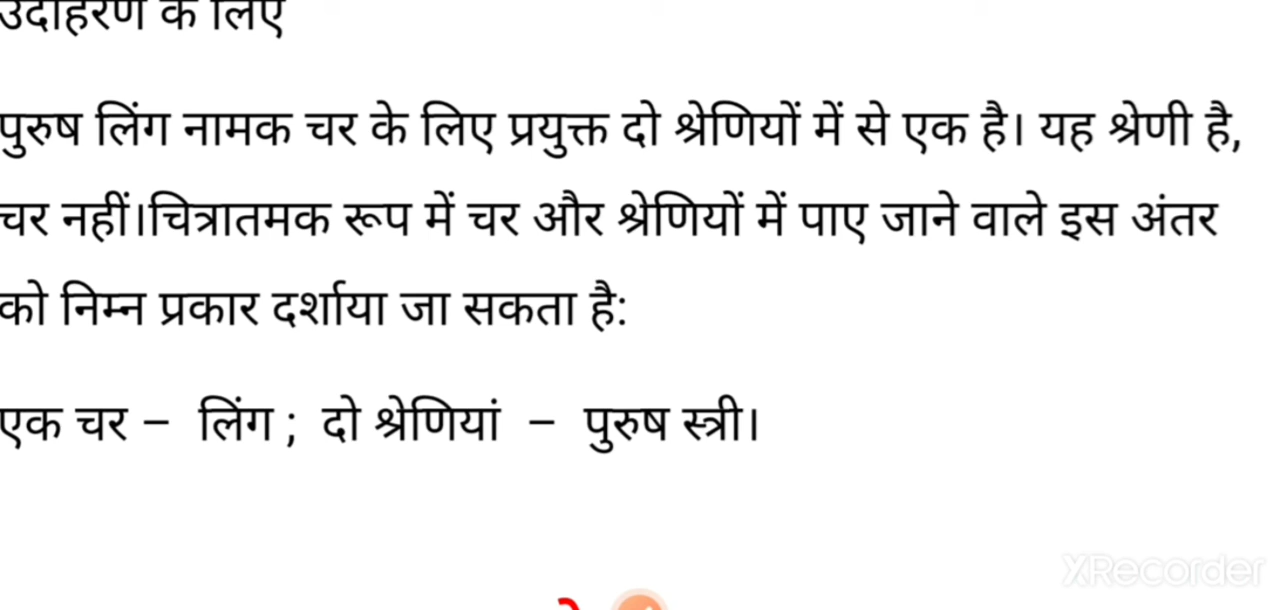 उदाहरण के लिए
पुरुष लिंग नामक चर के लिए प्रयुक्त दो श्रेणियों में से एक है। यह श्रेणी है,
चर नहीं।चित्रातमक रूप में चर और श्रेणियों में पाए जाने वाले इस अंतर
को निम्न प्रकार दर्शाया जा सकता है:
एक चर – लिंग ; दो श्रेणियां – पुरुष स्त्री।
XRecorder